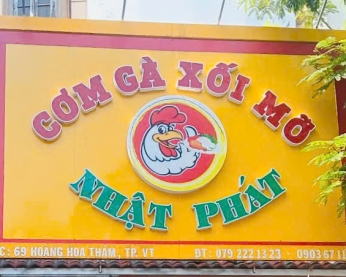 CƠM GÀ XỐI MỠ
NHẬT PHÁT
C: 69 HOÀNG HOA THÁM, TP. VT ĐT: 079 222 13 23 - 0903 67 11